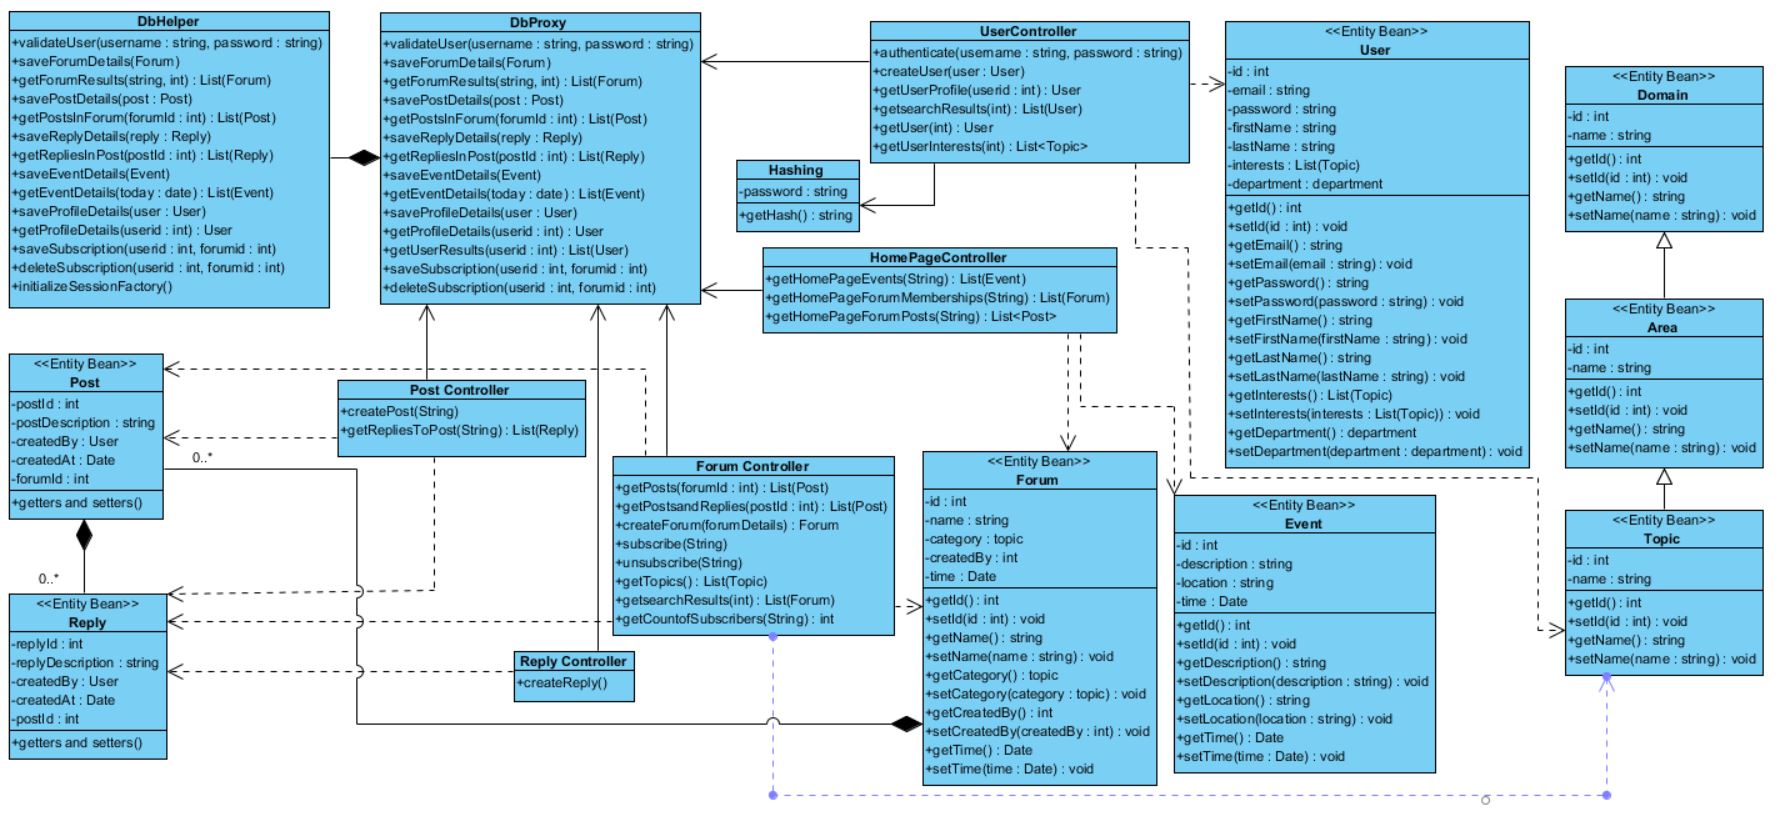 DbHelper
+validateUser(username : string, password : string)
+saveForumDetails(Forum)
+getForumResults(string, int) : List(Forum)
+savePostDetails(post : Post)
+getPostsInForum(forumId : int) : List(Post)
+saveReplyDetails(reply : Reply)
+getRepliesInPost(postId : int) : List(Reply)
+saveEventDetails(Event)
+getEventDetails(today : date) : List(Event)
+saveProfileDetails(user : User)
+getProfileDetails(userid : int) : User
+saveSubscription(userid : int, forumid : int)
+deleteSubscription(userid : int, forumid : int)
+initializeSessionFactory()
DbProxy
+validateUser(username : string, password : string)
+saveForumDetails(Forum)
+getForumResults(string, int) : List(Forum)
+savePostDetails(post : Post)
+getPostsInForum(forumId : int) : List(Post)
+saveReplyDetails(reply : Reply)
+getRepliesInPost(postId : int) : List(Reply)
+saveEventDetails(Event)
+getEventDetails(today : date) : List(Event)
+saveProfileDetails(user : User)
+getProfileDetails(userid : int) : User
+getUserResults(userid : int) : List(User)
+saveSubscription(userid : int, forumid : int)
+deleteSubscription(userid : int, forumid : int)
UserController
+authenticate(username : string, password : string)
+createUser(user : User)
+getUserProfile(userid : int) : User
+getsearchResults(int) : List(User)
+getUser(int) : User
+getUserInterests(int) : List<Topic>
Hashing
-password : string
+getHash() : string
HomePageController
+getHomePageEvents(String) : List(Event)
+getHomePageForumMemberships(String) : List(Forum)
+getHomePageForumPosts(String) : List<Post>
<<Entity Bean>>
User
-id : int
-email : string
-password : string
-firstName : string
-lastName : string
-interests : List(Topic)
-department : department
+getId() : int
+setId(id : int) : void
+getEmail() : string
+setEmail(email : string) : void
+getPassword() : string
+setPassword(password : string) : void
+getFirstName() : string
+setFirstName(firstName : string) : void
+getLastName() : string
+setLastName(lastName : string) : void
+getInterests() : List(Topic)
+setInterests(interests : List(Topic)) : void
+getDepartment() : department
+setDepartment(department : department) : void
<<Entity Bean>>
Domain
-id : int
-name : string
+getId() : int
+setId(id : int) : void
+getName() : string
+setName(name : string) : void
<<Entity Bean>>
Area
-id : int
-name : string
+getId() : int
+setId(id : int) : void
+getName() : string
+setName(name : string) : void
<<Entity Bean>>
Topic
-id : int
-name : string
+getId() : int
+setId(id : int) : void
+getName() : string
+setName(name : string) : void
<<Entity Bean>>
Post
-postId : int
-postDescription : string
-createdBy : User
-createdAt : Date
-forumId : int
+getters and setters()
0..*
Post Controller
+createPost(String)
+getRepliesToPost(String) : List(Reply)
Forum Controller
+getPosts(forumId : int) : List(Post)
+getPostsandReplies(postId : int) : List(Post)
+createForum(forumDetails) : Forum
+subscribe(String)
+unsubscribe(String)
+getTopics() : List(Topic)
+getsearchResults(int) : List(Forum)
+getCountofSubscribers(String) : int
<<Entity Bean>>
Forum
-id : int
-name : string
-category : topic
-createdBy : int
-time : Date
+getId() : int
+setId(id : int) : void
+getName() : string
+setName(name : string) : void
+getCategory() : topic
+setCategory(category : topic) : void
+getCreatedBy() : int
+setCreatedBy(createdBy : int) : void
+getTime() : Date
+setTime(time : Date) : void
<<Entity Bean>>
Event
-id : int
-description : string
-location : string
-time : Date
+getId() : int
+setId(id : int) : void
+getDescription() : string
+setDescription(description : string) : void
+getLocation() : string
+setLocation(location : string) : void
+getTime() : Date
+setTime(time : Date) : void
0..*
<<Entity Bean>>
Reply
-replyId : int
-replyDescription : string
-createdBy : User
-createdAt : Date
-postId : int
+getters and setters()
Reply Controller
+createReply()